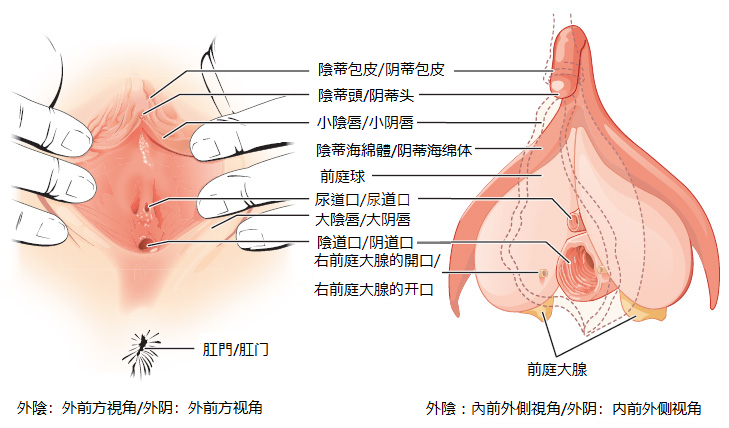 陰蒂包皮/阴蒂包皮
陰蒂頭/阴蒂头
小陰唇/小阴唇
陰蒂海綿體/阴蒂海绵体
前庭球
尿道口/尿道口
大陰唇/大阴唇
陰道口/阴道口
右前庭大腺的開口/
右前庭大腺的开口
肛門/肛门
前庭大腺
外陰：外前方視角/外阴：外前方视角
外陰：內前外側視角/外阴：内前外侧视角